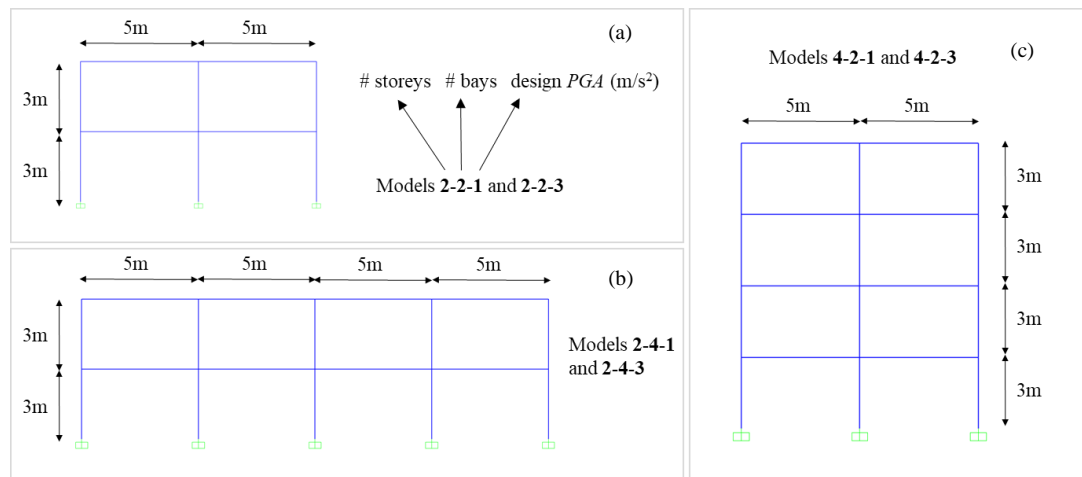 5m 5m
(a)
3m
3m
# storeys # bays design PGA (m/s²)
Models 2-2-1 and 2-2-3
5m 5m 5m 5m
(b)
3m
3m
Models 2-4-1
and 2-4-3
(c)
Models 4-2-1 and 4-2-3
5m 5m
3m
3m
3m
3m